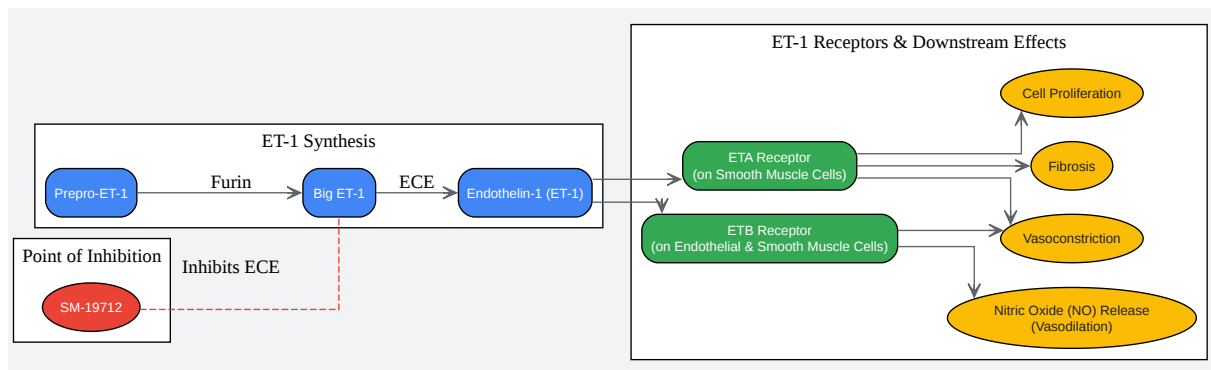 ET-1 Synthesis
Prepro-ET-1
Furin
Big ET-1
ECE
Endothelin-1 (ET-1)
Point of Inhibition
SM-19712
Inhibits ECE
ET-1 Receptors & Downstream Effects
ETA Receptor
(on Smooth Muscle Cells)
ETB Receptor
(on Endothelial & Smooth Muscle Cells)
Cell Proliferation
Fibrosis
Vasoconstriction
Nitric Oxide (NO) Release
(Vasodilation)